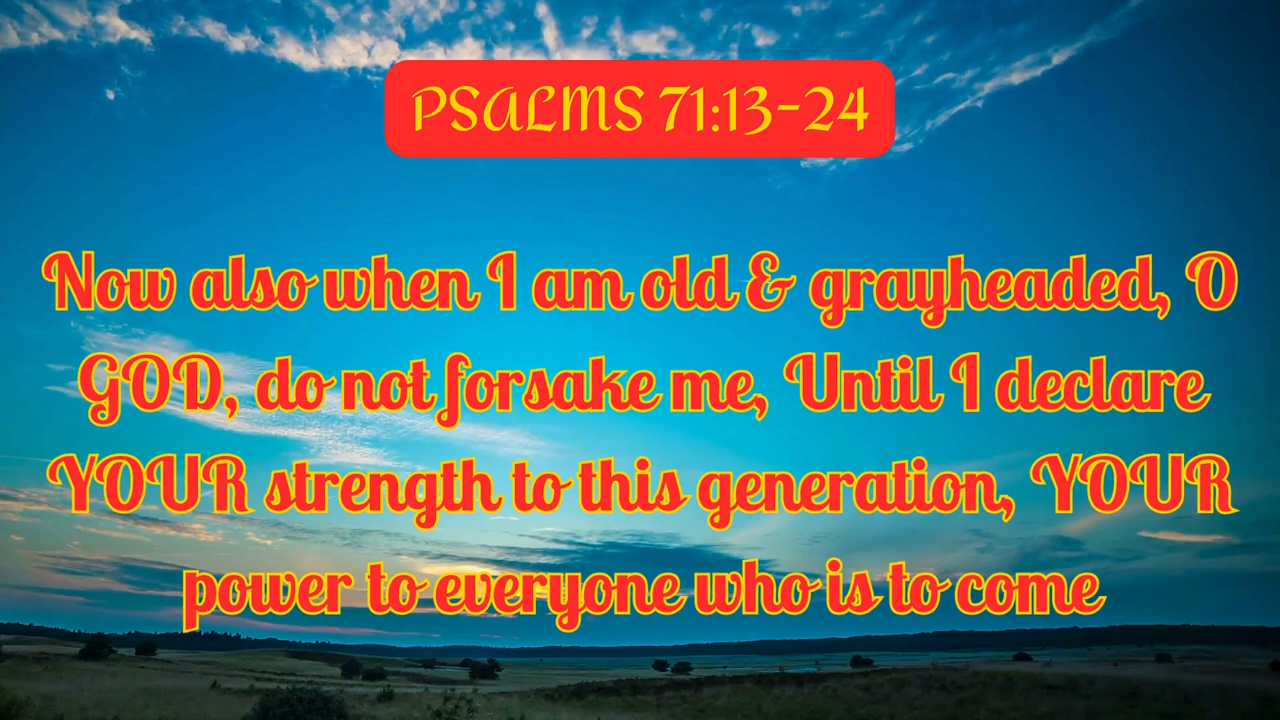 PSALMS 71:13-24
Now also when I am old & grayheaded, O
GOD, do not forsake me, Until I declare
YOUR strength to this generation, YOUR
power to everyone who is to come